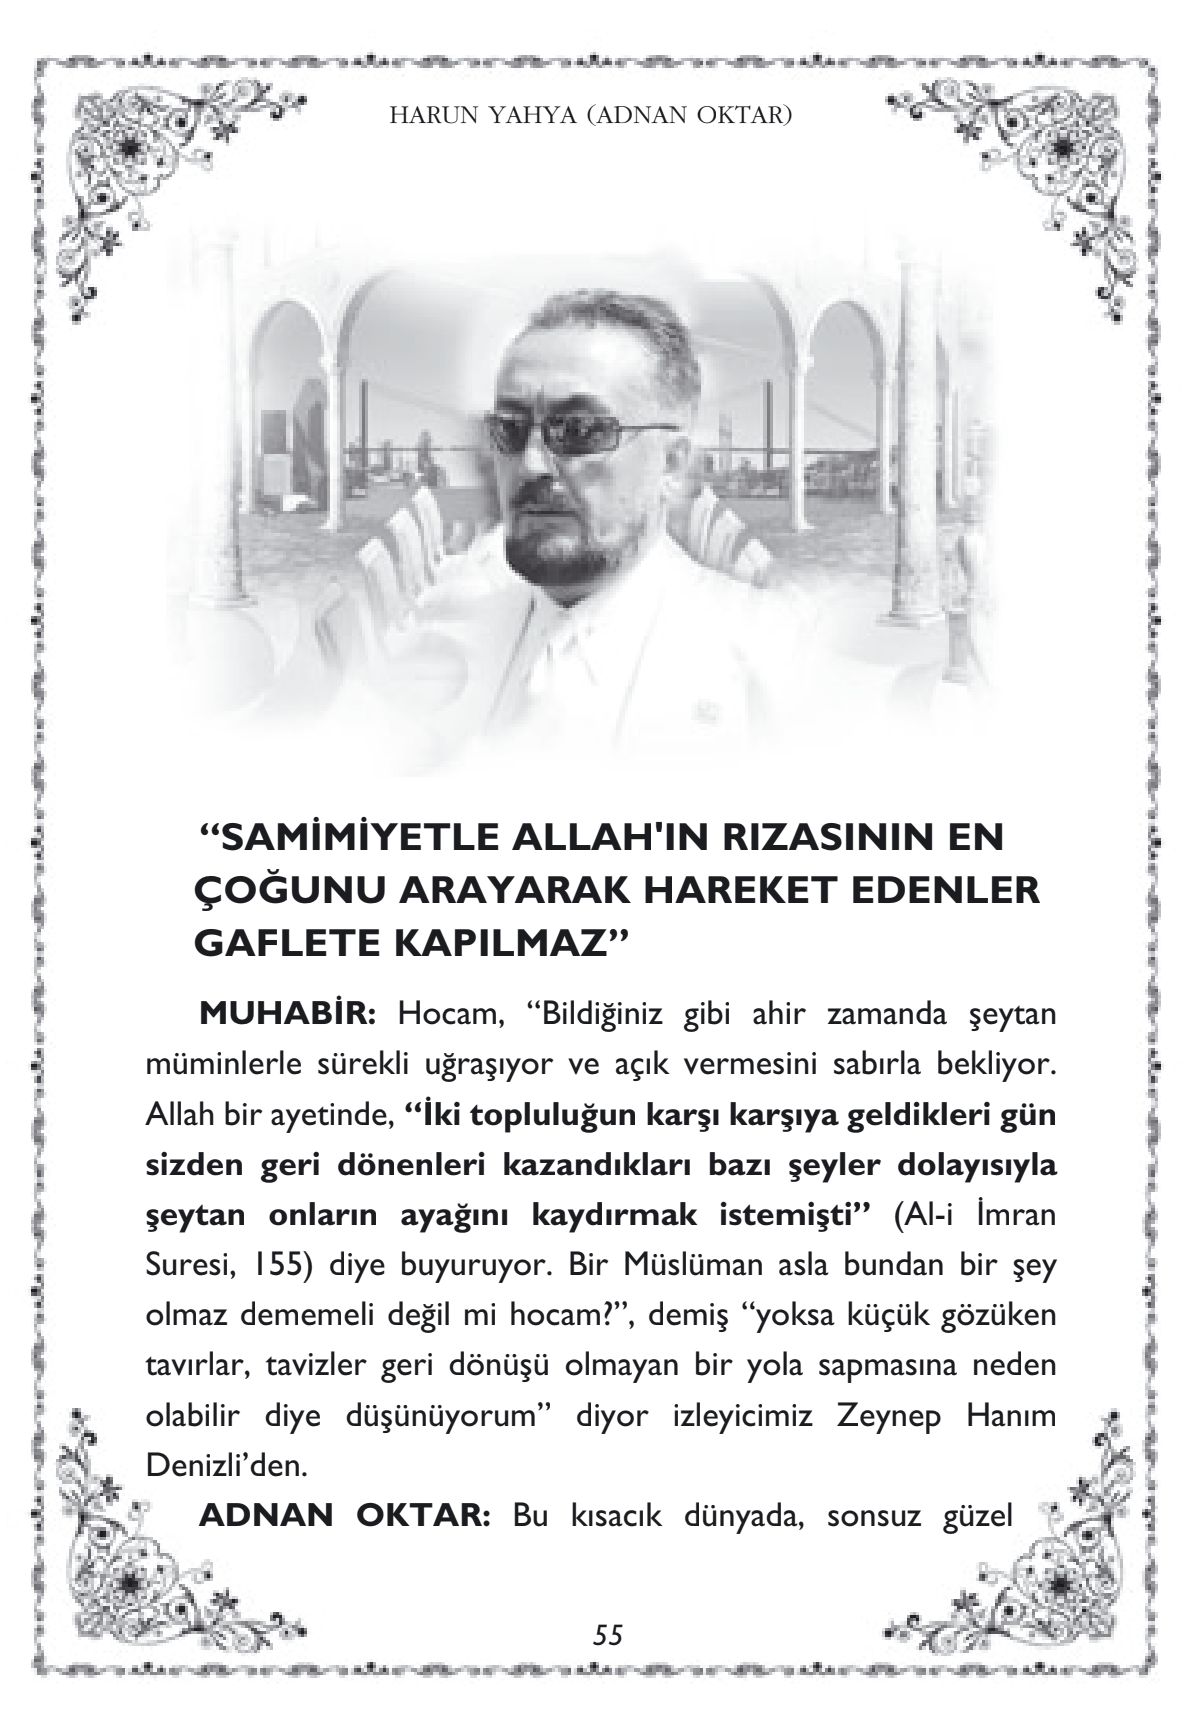 HARUN YAHYA (ADNAN OKTAR)
“SAMİMİYETLE ALLAH'IN RIZASININ EN
ÇOĞUNU ARAYARAK HAREKET EDENLER
GAFLETE KAPILMAZ”
MUHABİR: Hocam, “Bildiğiniz gibi ahir zamanda şeytan
müminlerle sürekli uğraşıyor ve açık vermesini sabırla bekliyor.
Allah bir ayetinde, “İki topluluğun karşı karşıya geldikleri gün
sizden geri dönenleri kazandıkları bazı şeyler dolayısıyla
şeytan onların ayağını kaydırmak istemişti” (Al-i İmran
Suresi, 155) diye buyuruyor. Bir Müslüman asla bundan bir şey
olmaz dememeli değil mi hocam?”, demiş “yoksa küçük gözüken
tavırlar, tavizler geri dönüşü olmayan bir yola sapmasına neden
olabilir diye düşünüyorum” diyor izleyicimiz Zeynep Hanım
Denizli’den.
ADNAN OKTAR: Bu kısacık dünyada, sonsuz güzel
55